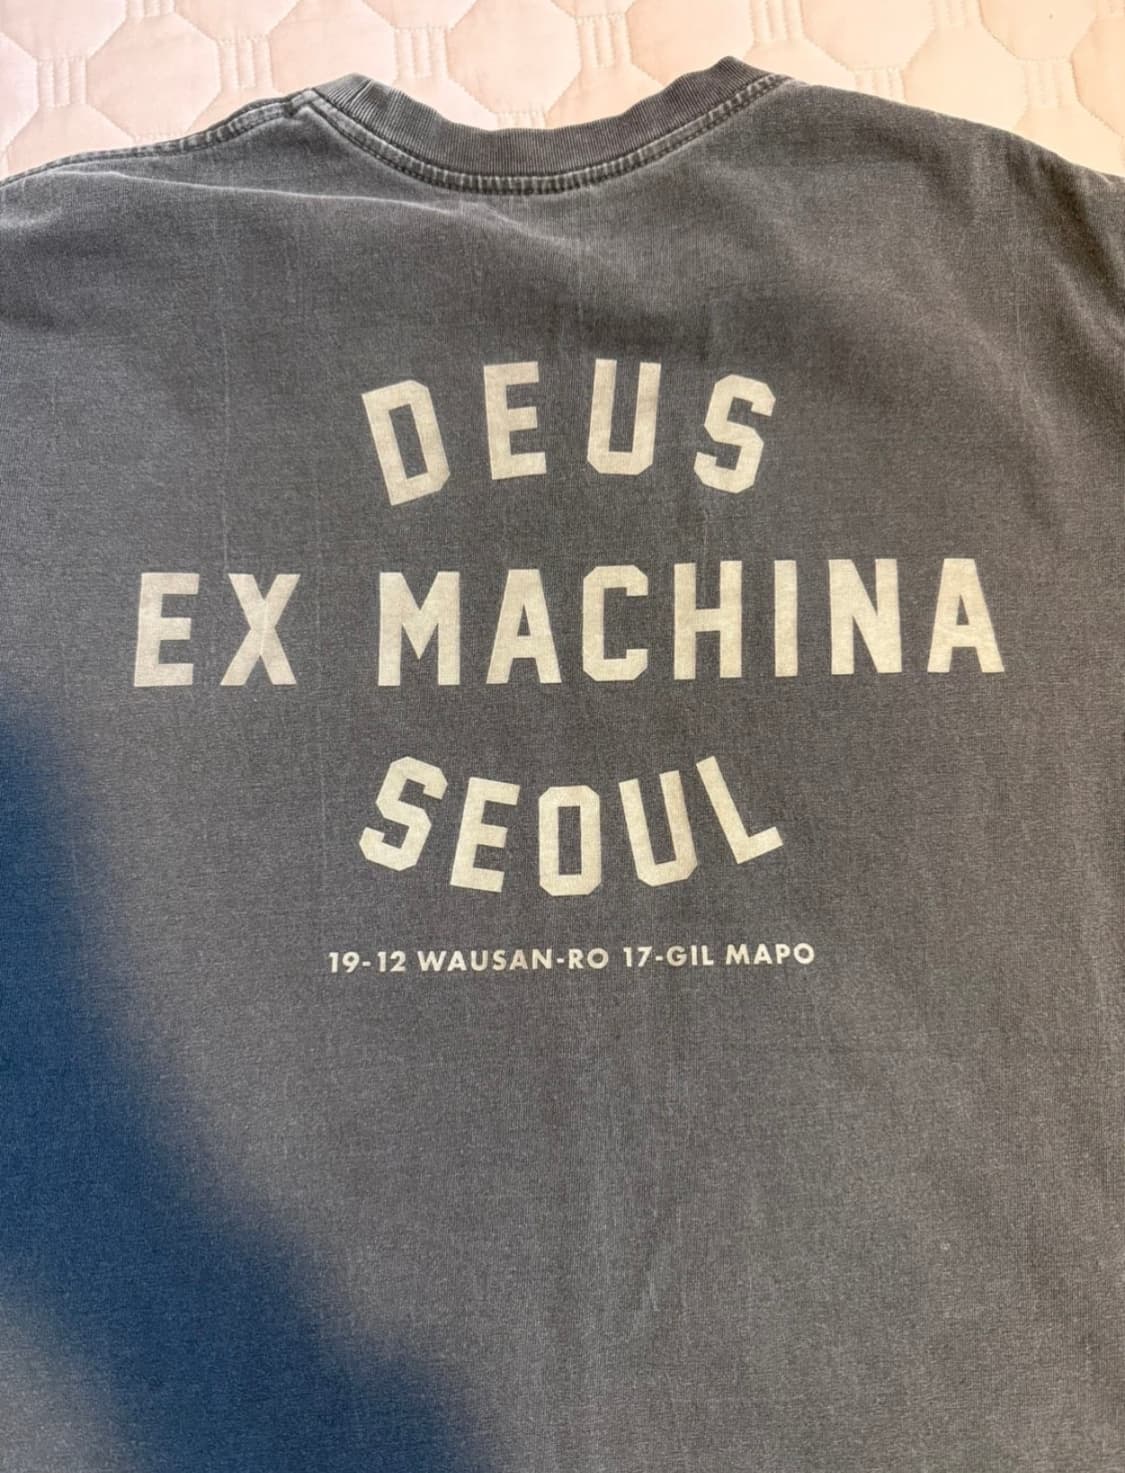 DEUS
EX MACHINA
SEOUL
19-12 WAUSAN-RO 17-GIL MAPO